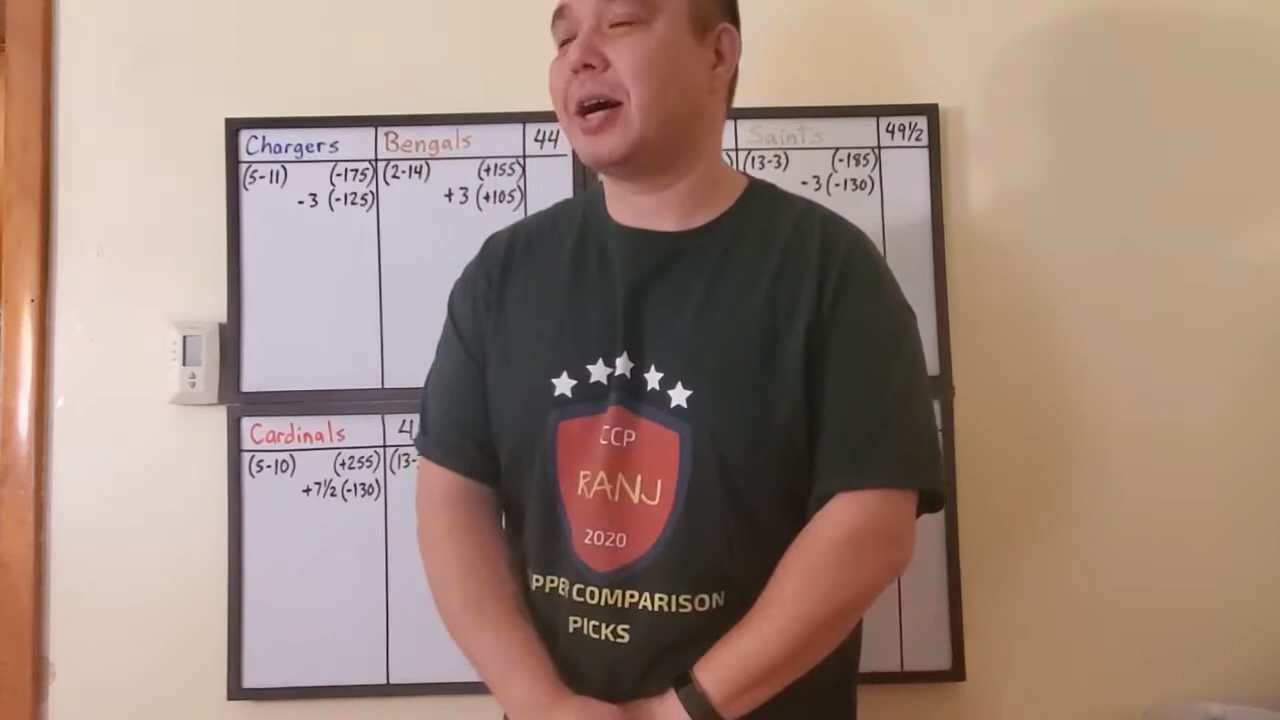 Chargers Bengals 44
(5-11) (-175) (2-14) (+155)
-3 (-125) +3 (+105)
Saints 49½
(13-3) (-185)
-3 (-130)
Cardinals
(5-10) (+255)
+7½ (-130)
CCP
RANJ
2020
COMPARISON
PICKS